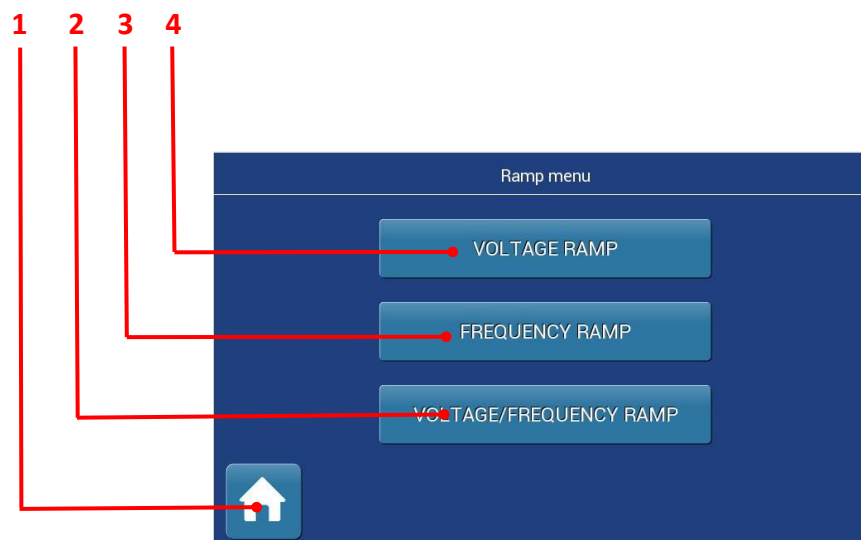 1 2 3 4
Ramp menu
VOLTAGE RAMP
FREQUENCY RAMP
VOLTAGE/FREQUENCY RAMP